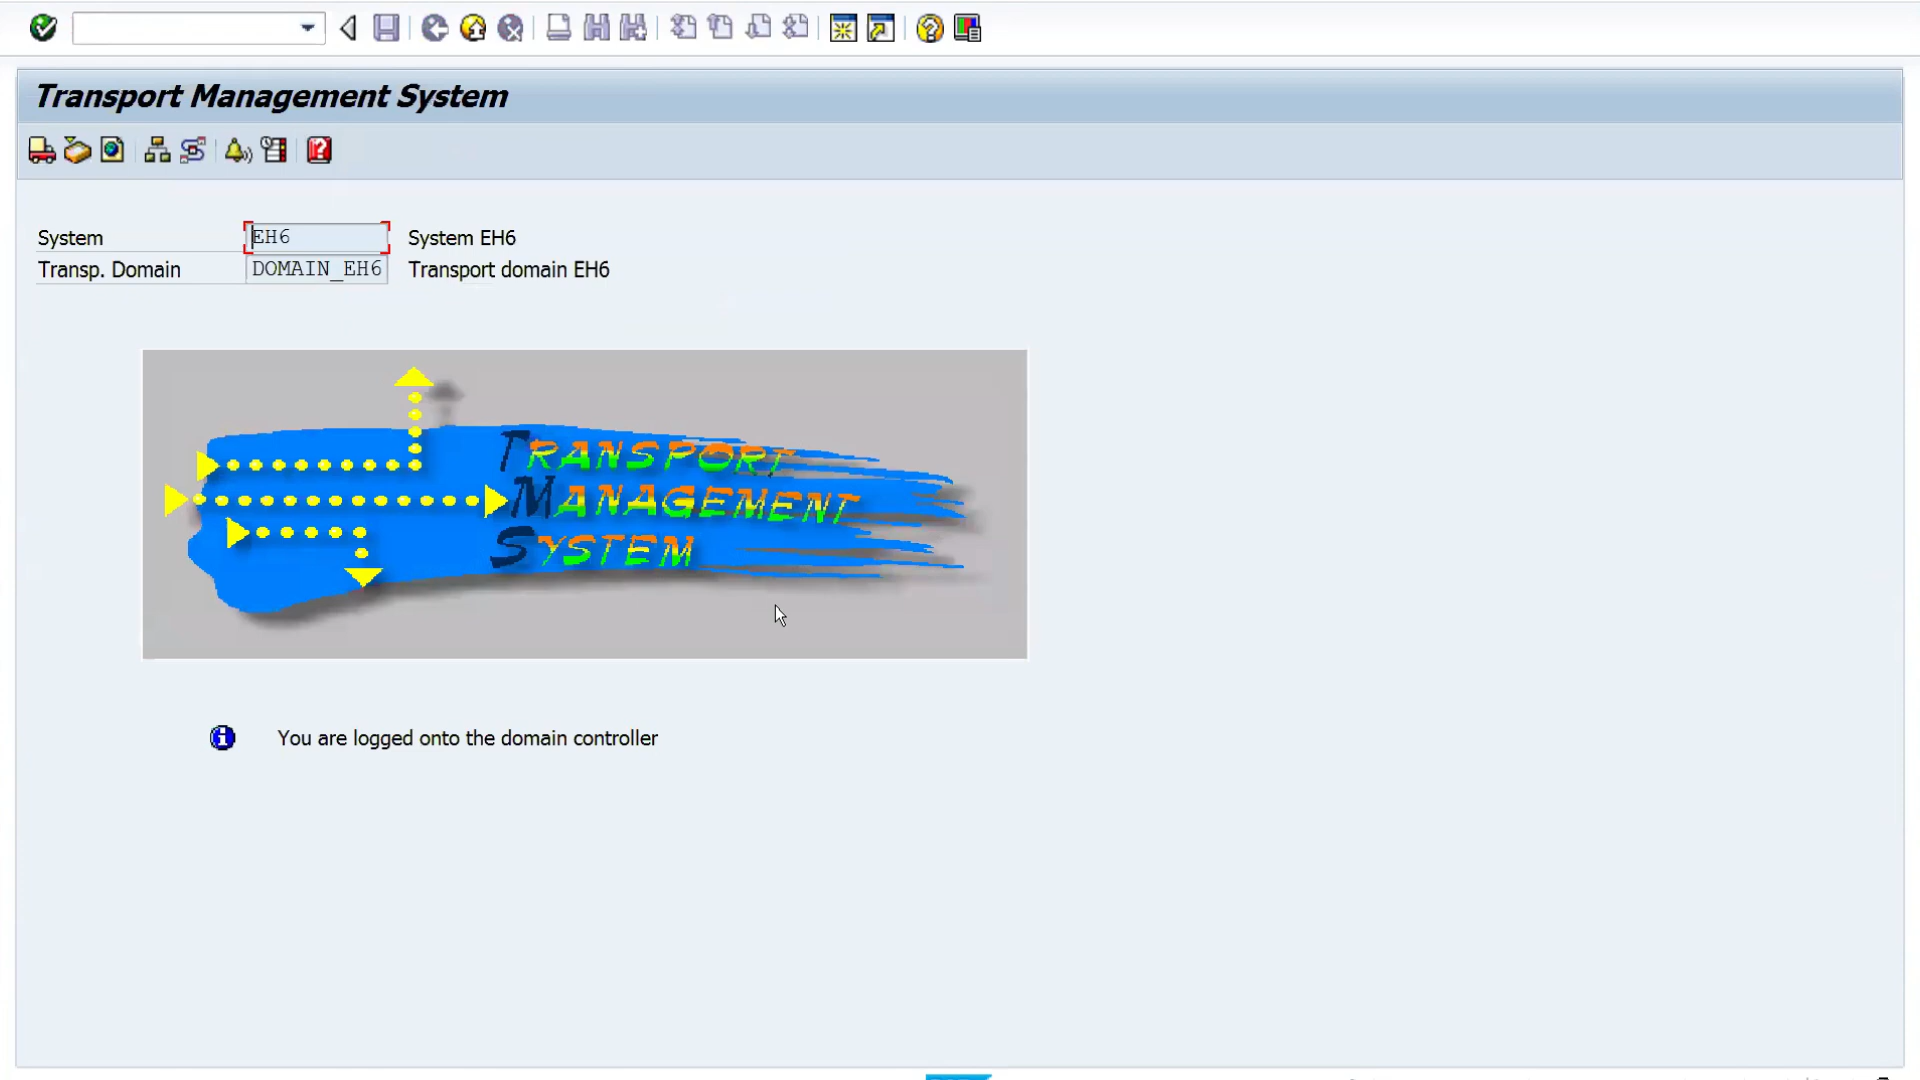 Transport Management System
System EH6 System EH6
Transp. Domain DOMAIN_EH6 Transport domain EH6
TRANSPORT
MANAGEMENT
SYSTEM
You are logged onto the domain controller